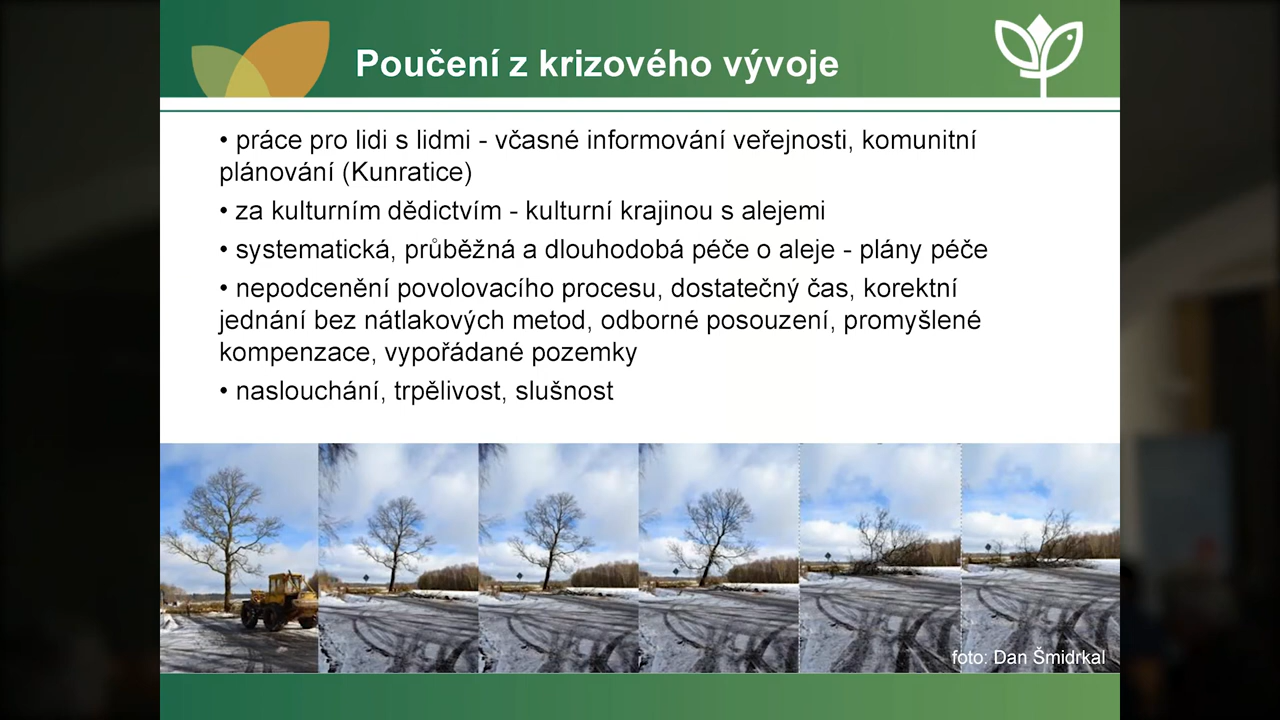 Poučení z krizového vývoje
• práce pro lidi s lidmi - včasné informování veřejnosti, komunitní
plánování (Kunratice)
• za kulturním dědictvím - kulturní krajinou s alejemi
• systematická, průběžná a dlouhodobá péče o aleje - plány péče
• nepodcenění povolovacího procesu, dostatečný čas, korektní
jednání bez nátlakových metod, odborné posouzení, promyšlené
kompenzace, vypořádané pozemky
• naslouchání, trpělivost, slušnost
foto: Dan Šmidrkal